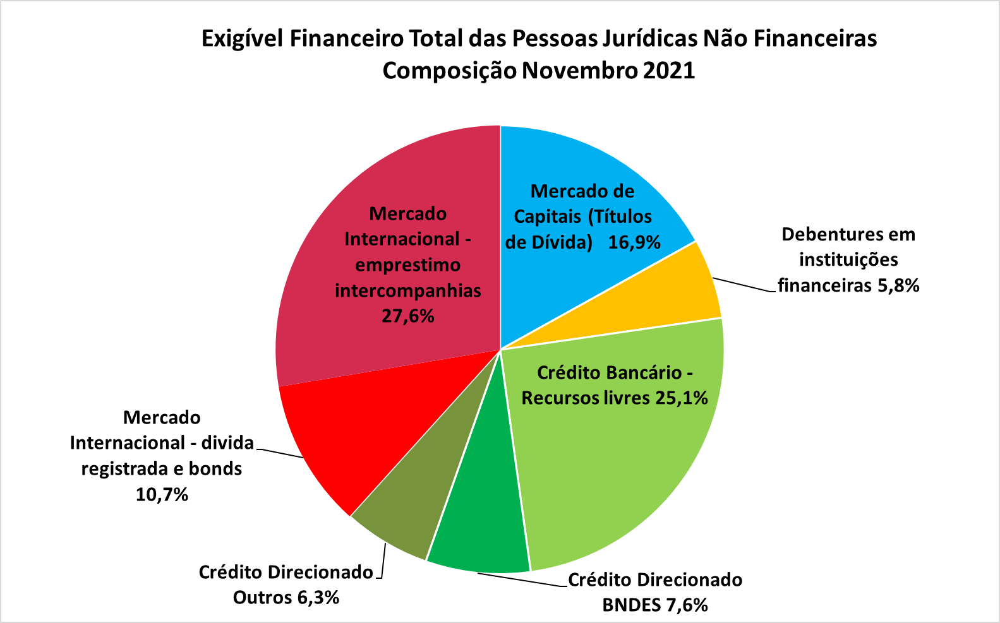 Exigível Financeiro Total das Pessoas Jurídicas Não Financeiras
Composição Novembro 2021
Mercado de
Capitais (Títulos
de Dívida) 16,9%
Debentures em
instituições
financeiras 5,8%
Crédito Bancário -
Recursos livres 25,1%
Crédito Direcionado
BNDES 7,6%
Crédito Direcionado
Outros 6,3%
Mercado
Internacional - divida
registrada e bonds
10,7%
Mercado
Internacional -
emprestimo
intercompanhias
27,6%